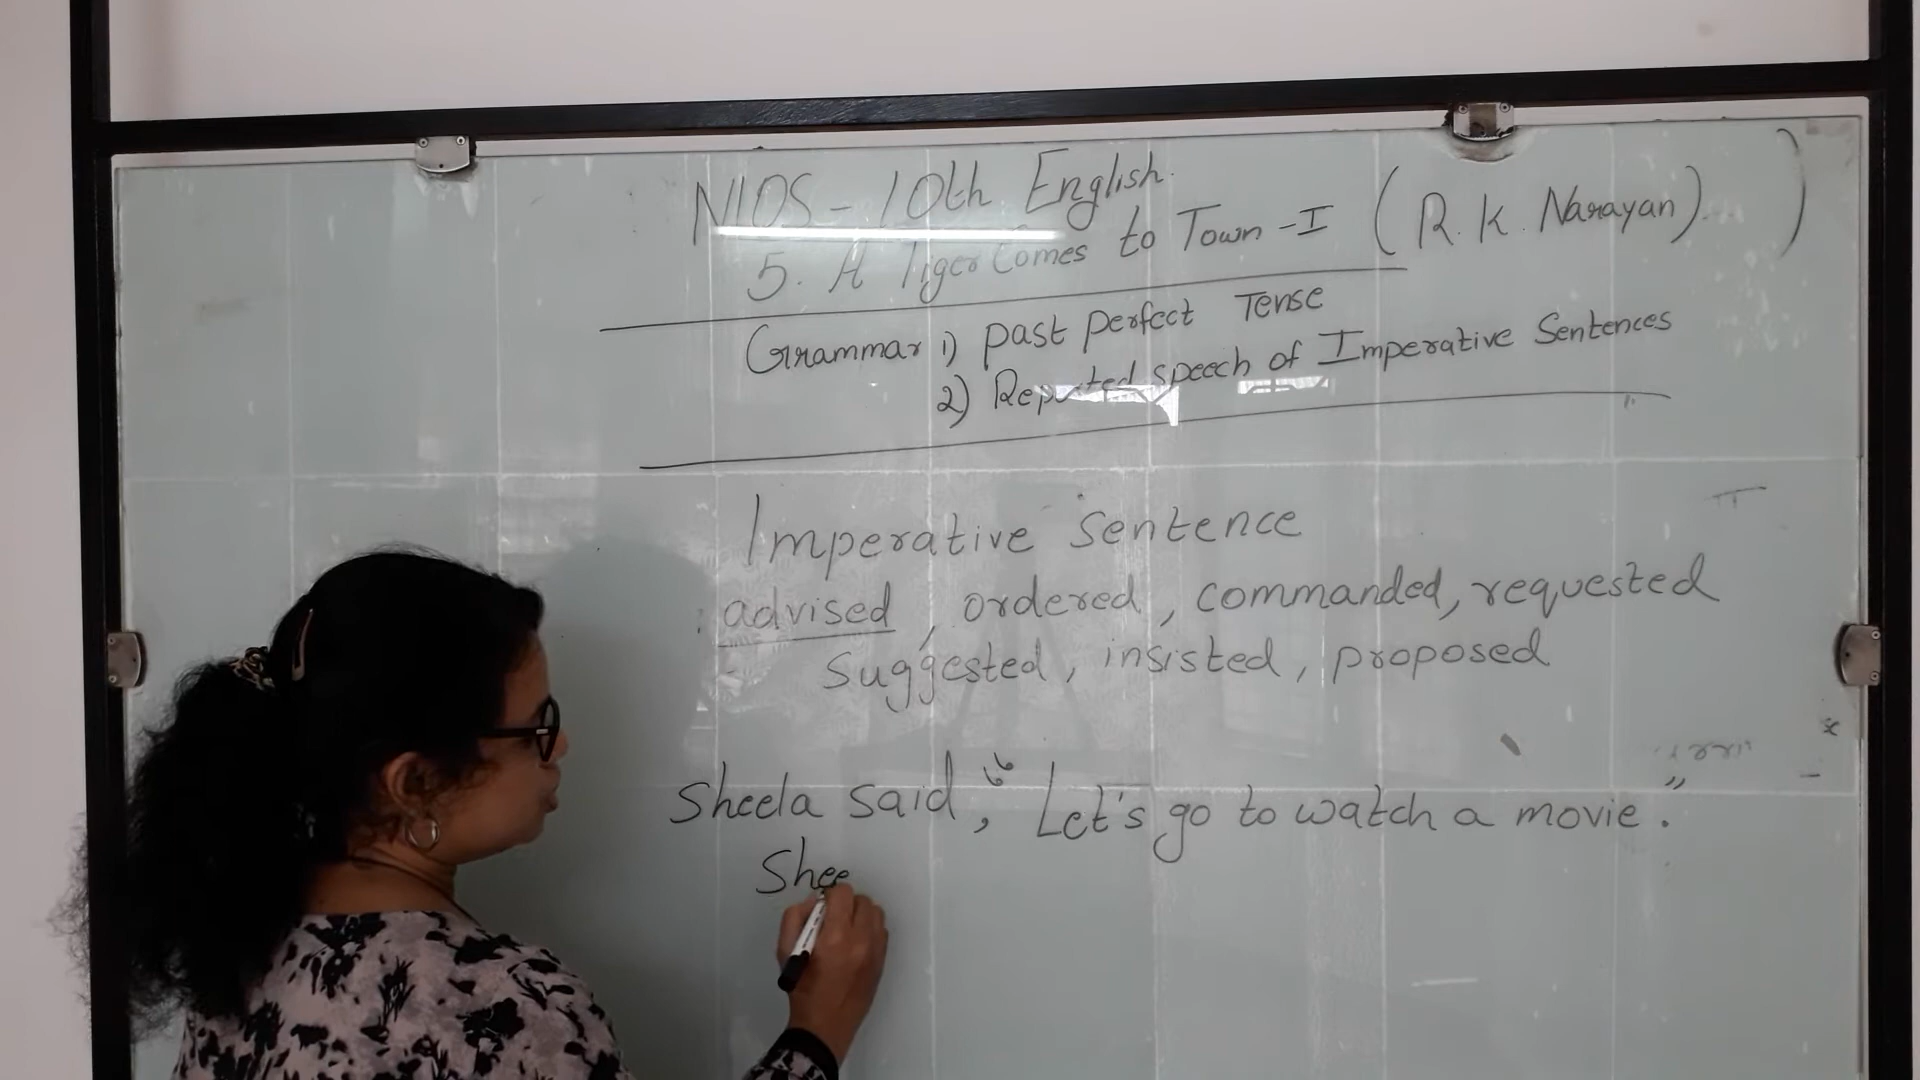 NIOS - 10th English.
5. A Tiger Comes to Town - I (R. K. Narayan)
Grammar 1) past perfect Tense
2) Reported speech of Imperative Sentences
Imperative Sentence
advised, ordered, commanded, requested
suggested, insisted, proposed
Sheela said, “Let's go to watch a movie.”
Shee